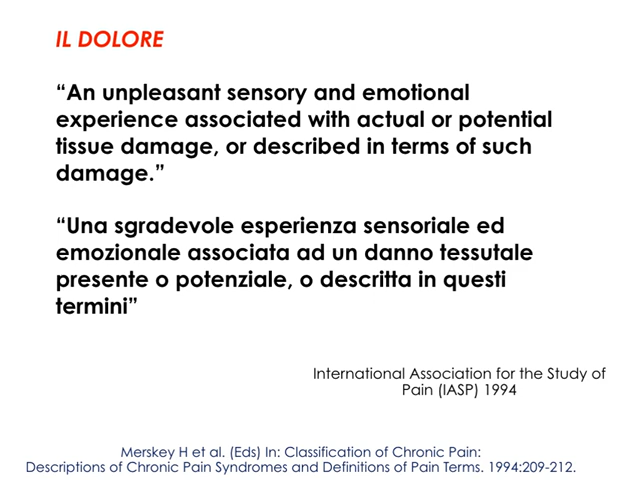 IL DOLORE
“An unpleasant sensory and emotional
experience associated with actual or potential
tissue damage, or described in terms of such
damage.”
“Una sgradevole esperienza sensoriale ed
emozionale associata ad un danno tessutale
presente o potenziale, o descritta in questi
termini”
International Association for the Study of
Pain (IASP) 1994
Merskey H et al. (Eds) In: Classification of Chronic Pain:
Descriptions of Chronic Pain Syndromes and Definitions of Pain Terms. 1994:209-212.